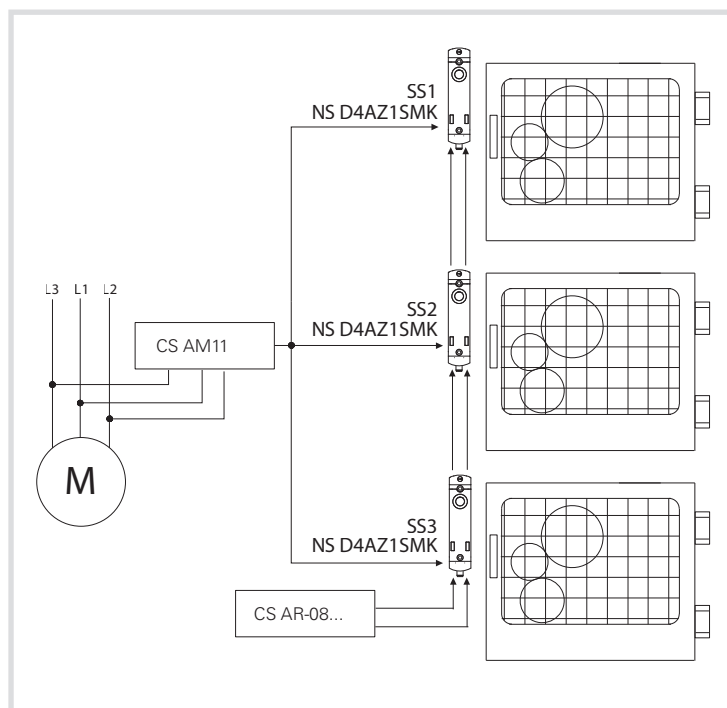 SS1
NS D4AZ1SMK
L3 L1 L2
SS2
NS D4AZ1SMK
CS AM11
M
SS3
NS D4AZ1SMK
CS AR-08...